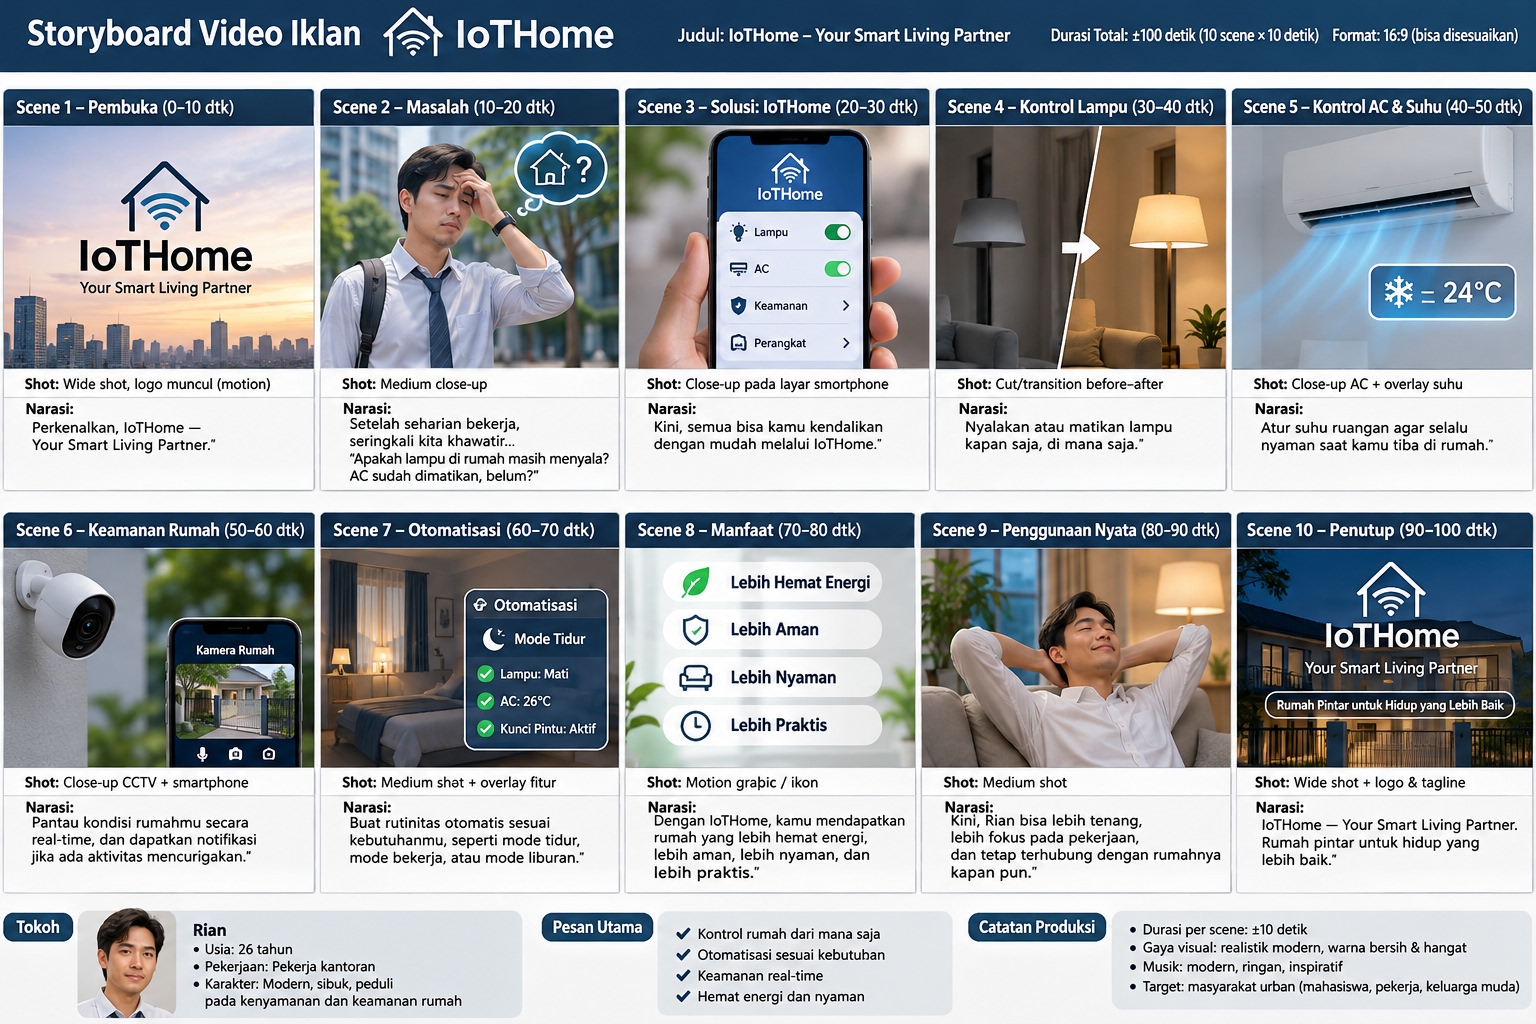 Storyboard Video Iklan
IoTHome
Judul: IoTHome – Your Smart Living Partner
Durasi Total: ±100 detik (10 scene × 10 detik)
Format: 16:9 (bisa disesuaikan)
Scene 1 – Pembuka (0–10 dtk)
IoTHome
Your Smart Living Partner
Shot: Wide shot, logo muncul (motion)
Narasi:
Perkenalkan, IoTHome —
Your Smart Living Partner.”
Scene 2 – Masalah (10–20 dtk)
?
Shot: Medium close-up
Narasi:
Setelah seharian bekerja,
seringkali kita khawatir...
“Apakah lampu di rumah masih menyala?
AC sudah dimatikan, belum?”
Scene 3 – Solusi: IoTHome (20–30 dtk)
IoTHome
Lampu
AC
Keamanan
Perangkat
Shot: Close-up pada layar smortphone
Narasi:
Kini, semua bisa kamu kendalikan
dengan mudah melalui IoTHome.”
Scene 4 – Kontrol Lampu (30–40 dtk)
Shot: Cut/transition before–after
Narasi:
Nyalakan atau matikan lampu
kapan saja, di mana saja.”
Scene 5 – Kontrol AC & Suhu (40–50 dtk)
= 24°C
Shot: Close-up AC + overlay suhu
Narasi:
Atur suhu ruangan agar selalu
nyaman saat kamu tiba di rumah.”
Scene 6 – Keamanan Rumah (50–60 dtk)
Kamera Rumah
Shot: Close-up CCTV + smartphone
Narasi:
Pantau kondisi rumahmu secara
real-time, dan dapatkan notifikasi
jika ada aktivitas mencurigakan.”
Scene 7 – Otomatisasi (60–70 dtk)
Otomatisasi
Mode Tidur
Lampu: Mati
AC: 26°C
Kunci Pintu: Aktif
Shot: Medium shat + overlay fitur
Narasi:
Buat rutinitas otomatis sesuai
kebutuhanmu, seperti mode tidur,
mode bekerja, atau mode liburan.”
Scene 8 – Manfaat (70–80 dtk)
Lebih Hemat Energi
Lebih Aman
Lebih Nyaman
Lebih Praktis
Shot: Motion graþic / ikon
Narasi:
Dengan IoTHome, kamu mendapatkan
rumah yang lebih hemat energi,
lebih aman, lebih nyaman, dan
lebih praktis.”
Scene 9 – Penggunaan Nyata (80–90 dtk)
Shot: Medium shot
Narasi:
Kini, Rian bisa lebih tenang,
lebih fokus pada pekerjaan,
dan tetap terhubung dengan rumahnya
kapan pun.”
Scene 10 – Penutup (90–100 dtk)
IoTHome
Your Smart Living Partner
Rumah Pintar untuk Hidup yang Lebih Baik
Shot: Wide shot + logo & tagline
Narasi:
IoTHome — Your Smart Living Partner.
Rumah pintar untuk hidup yang
lebih baik.”
Tokoh
Rian
• Usia: 26 tahun
• Pekerjaan: Pekerja kantoran
• Karakter: Modern, sibuk, peduli
pada kenyamanan dan keamanan rumah
Pesan Utama
✔ Kontrol rumah dari mana saja
✔ Otomatisasi sesuai kebutuhan
✔ Keamanan real-time
✔ Hemat energi dan nyaman
Catatan Produksi
• Durasi per scene: ±10 detik
• Gaya visual: realistik modern, warna bersih & hangat
• Musik: modern, ringan, inspiratif
• Target: masyarakat urban (mahasiswa, pekerja, keluarga muda)